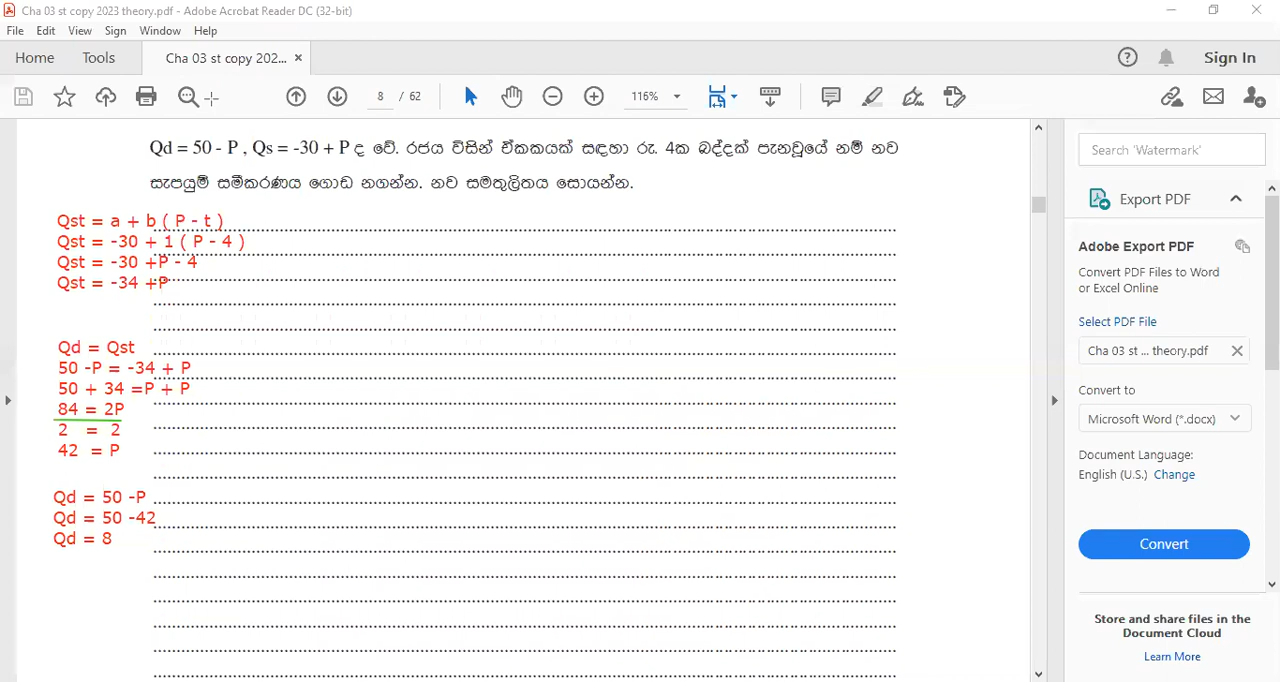 Cha 03 st copy 2023 theory.pdf - Adobe Acrobat Reader DC (32-bit)
File Edit View Sign Window Help
Home Tools Cha 03 st copy 202... × Sign In
8 / 62 116%
Qd = 50 - P , Qs = -30 + P ද වේ. රජය විසින් ඒකකයක් සඳහා රු. 4ක බද්දක් පැනවූයේ නම් නව
සැපයුම් සමීකරණය ගොඩ නගන්න. නව සමතුලිතය සොයන්න.
Qst = a + b ( P - t )
Qst = -30 + 1 ( P - 4 )
Qst = -30 +P - 4
Qst = -34 +P
Qd = Qst
50 -P = -34 + P
50 + 34 =P + P
84 = 2P
2 = 2
42 = P
Qd = 50 -P
Qd = 50 -42
Qd = 8
Search 'Watermark'
Export PDF
Adobe Export PDF
Convert PDF Files to Word
or Excel Online
Select PDF File
Cha 03 st ... theory.pdf
Convert to
Microsoft Word (*.docx)
Document Language:
English (U.S.) Change
Convert
Store and share files in the
Document Cloud
Learn More